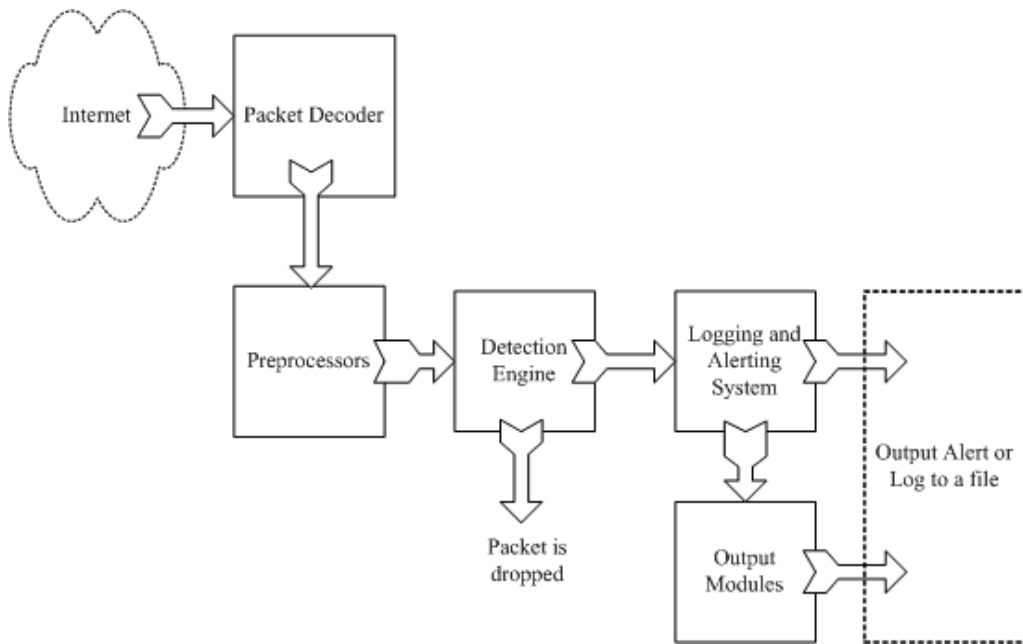 Internet
Packet Decoder
Preprocessors
Detection
Engine
Logging and
Alerting
System
Output Alert or
Log to a file
Packet is
dropped
Output
Modules